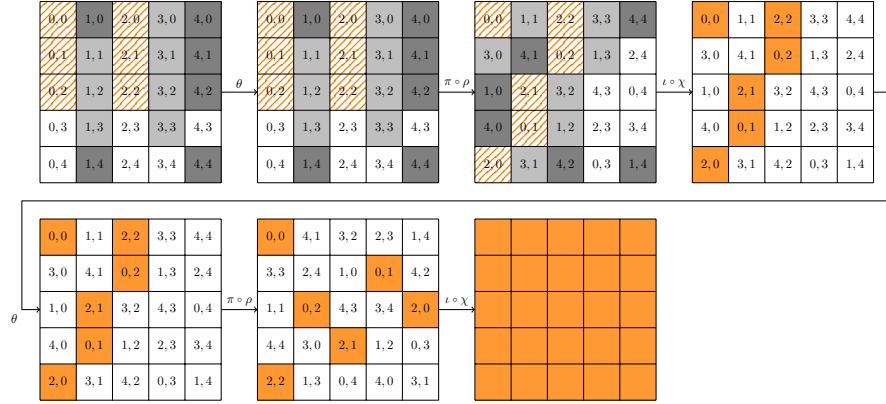 0,0 1,0 2,0 3,0 4,0 0,0 1,0 2,0 3,0 4,0 0,0 1,1 2,2 3,3 4,4 0,0 1,1 2,2 3,3 4,4
0,1 1,1 2,1 3,1 4,1 0,1 1,1 2,1 3,1 4,1 3,0 4,1 0,2 1,3 2,4 3,0 4,1 0,2 1,3 2,4
θ π∘ρ ι∘χ
0,2 1,2 2,2 3,2 4,2 0,2 1,2 2,2 3,2 4,2 1,0 2,1 3,2 4,3 0,4 1,0 2,1 3,2 4,3 0,4
0,3 1,3 2,3 3,3 4,3 0,3 1,3 2,3 3,3 4,3 4,0 0,1 1,2 2,3 3,4 4,0 0,1 1,2 2,3 3,4
0,4 1,4 2,4 3,4 4,4 0,4 1,4 2,4 3,4 4,4 2,0 3,1 4,2 0,3 1,4 2,0 3,1 4,2 0,3 1,4
0,0 1,1 2,2 3,3 4,4 0,0 4,1 3,2 2,3 1,4
3,0 4,1 0,2 1,3 2,4 3,3 2,4 1,0 0,1 4,2
π∘ρ ι∘χ
1,0 2,1 3,2 4,3 0,4 1,1 0,2 4,3 3,4 2,0
θ
4,0 0,1 1,2 2,3 3,4 4,4 3,0 2,1 1,2 0,3
2,0 3,1 4,2 0,3 1,4 2,2 1,3 0,4 4,0 3,1